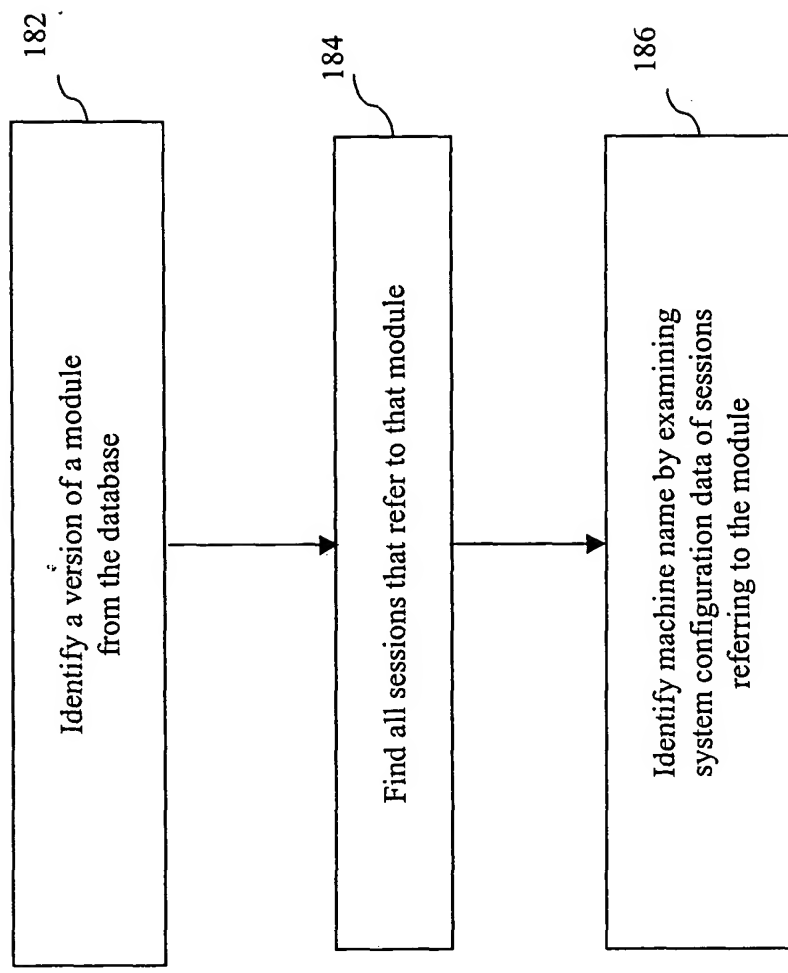 182
Identify a version of a module
from the database
184
Find all sessions that refer to that module
186
Identify machine name by examining
system configuration data of sessions
referring to the module